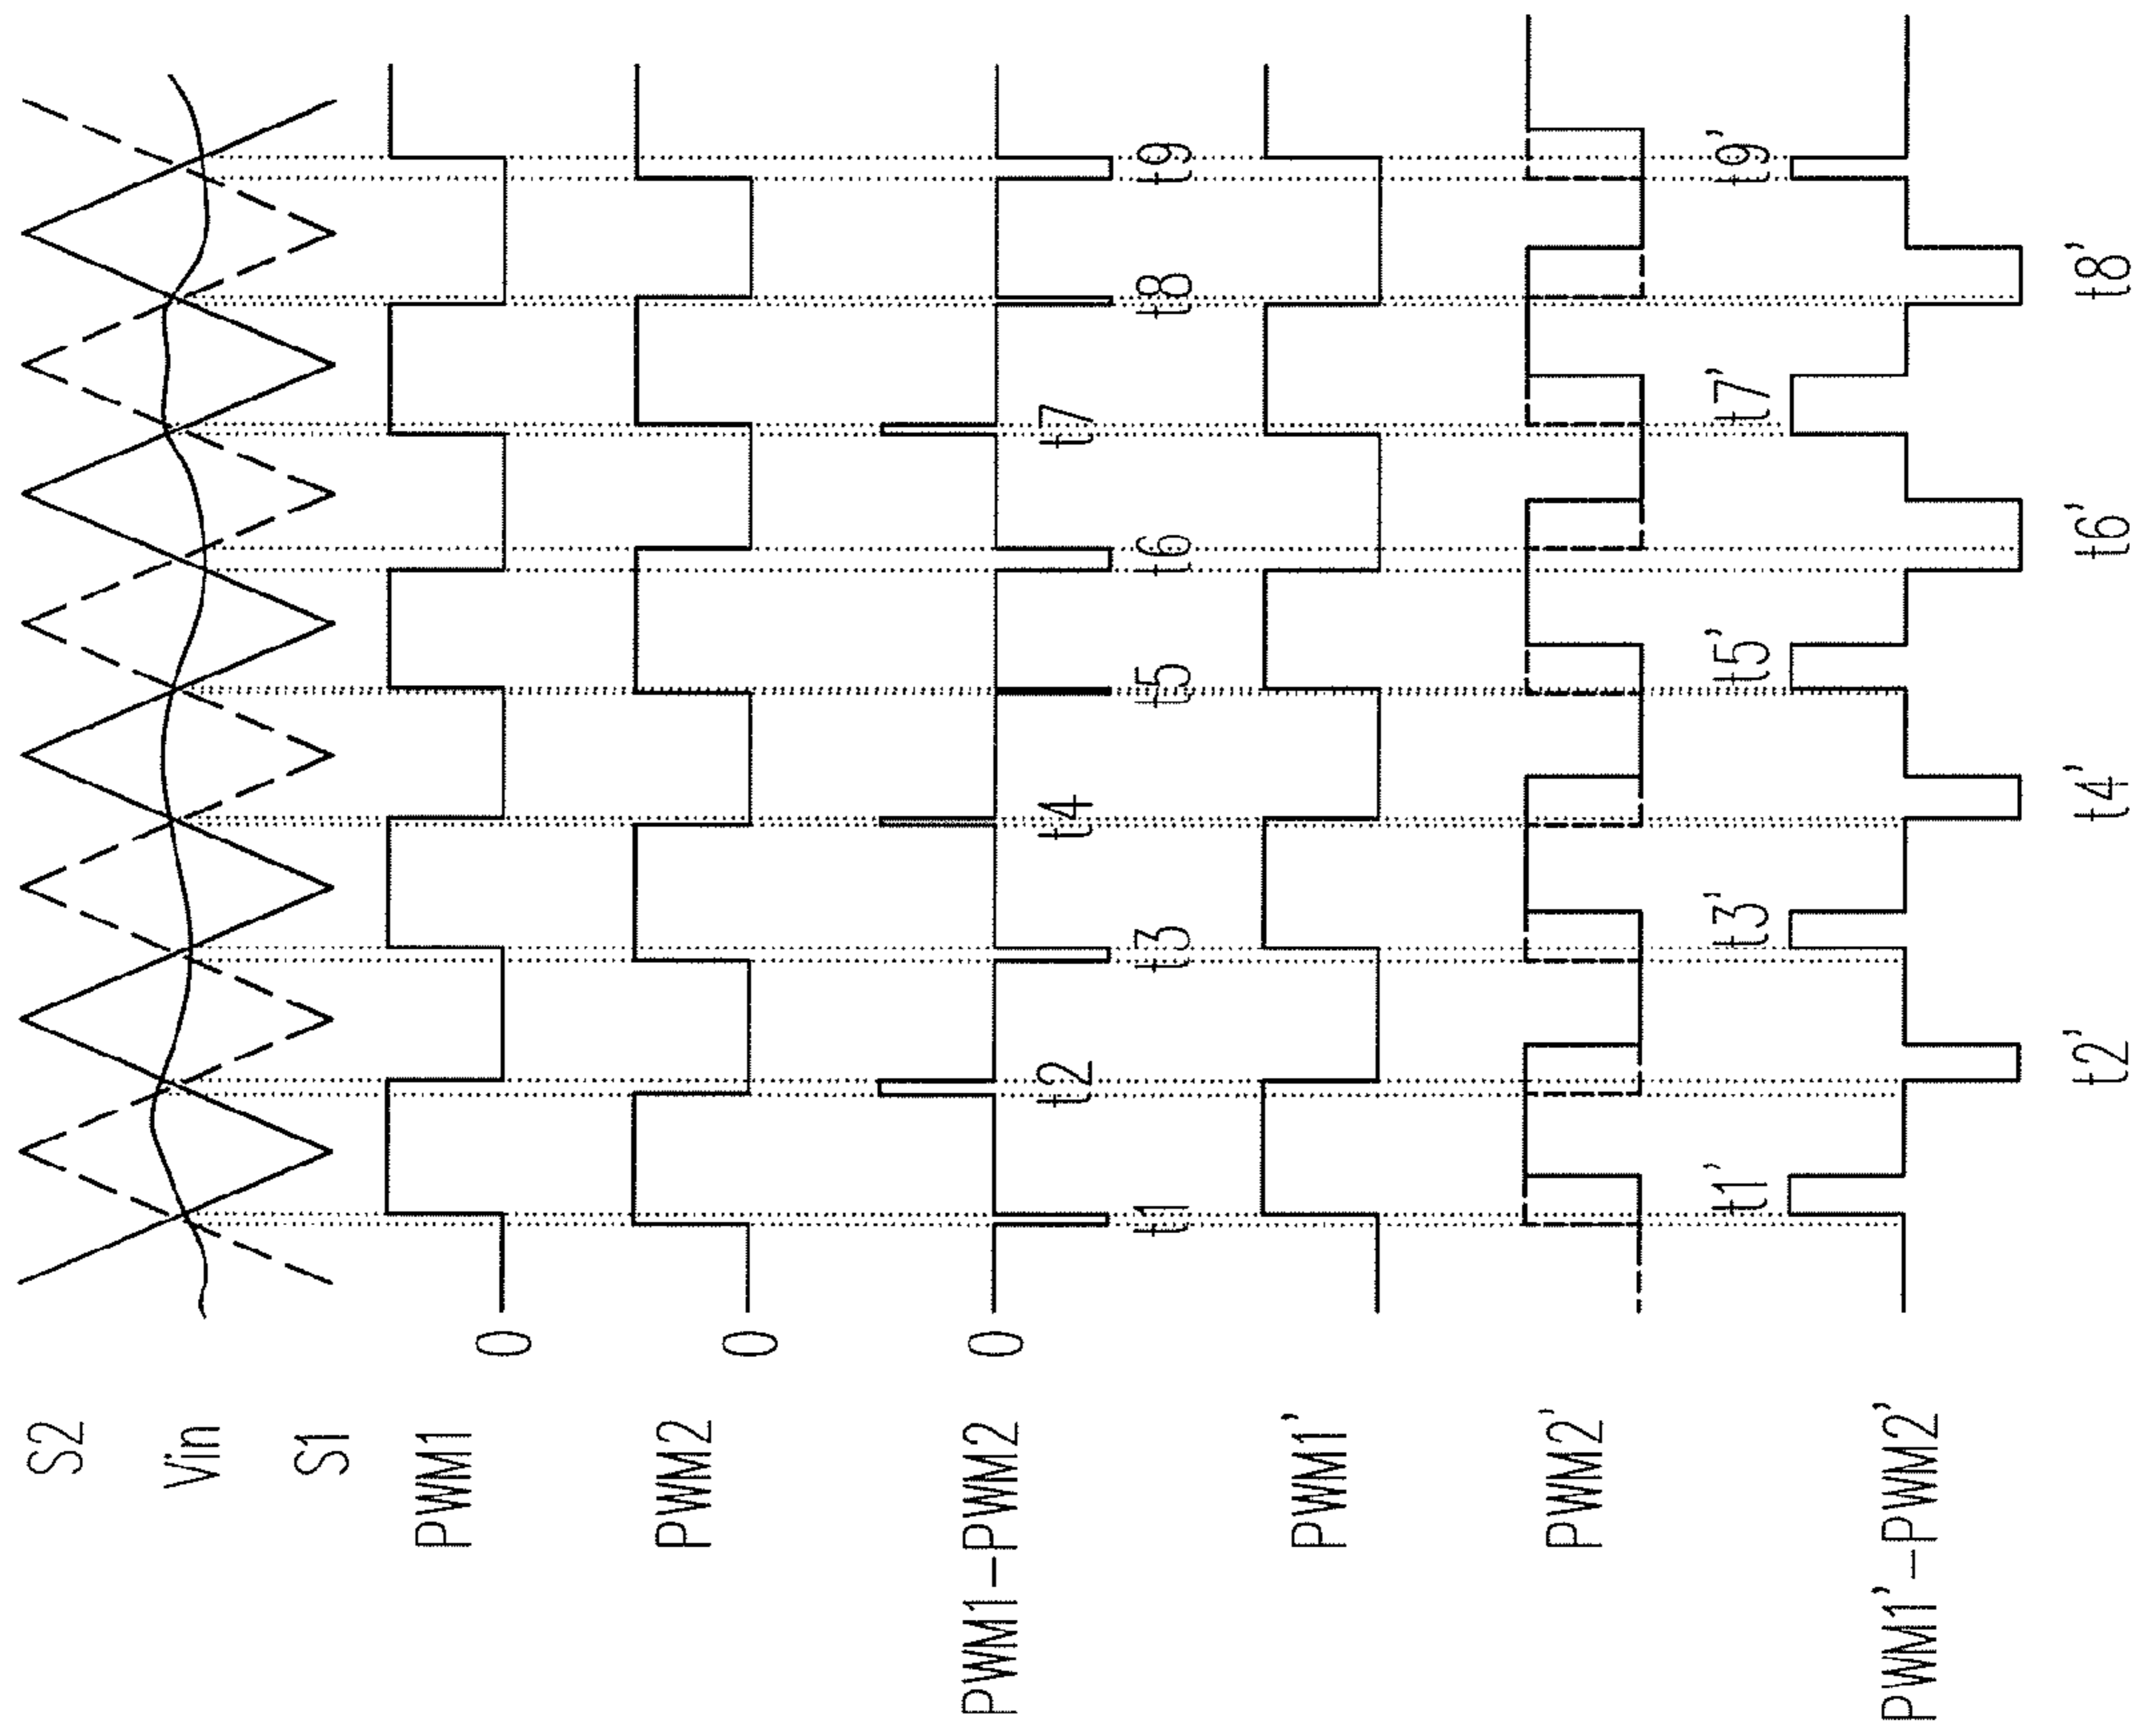 S2
Vin
S1
PWM1
0
PWM2
0
PWM1-PWM2
0
t1
t2
t3
t4
t5
t6
t7
t8
t9
PWM1'
PWM2'
PWM1'-PWM2'
t1'
t2'
t3'
t4'
t5'
t6'
t7'
t8'
t9'